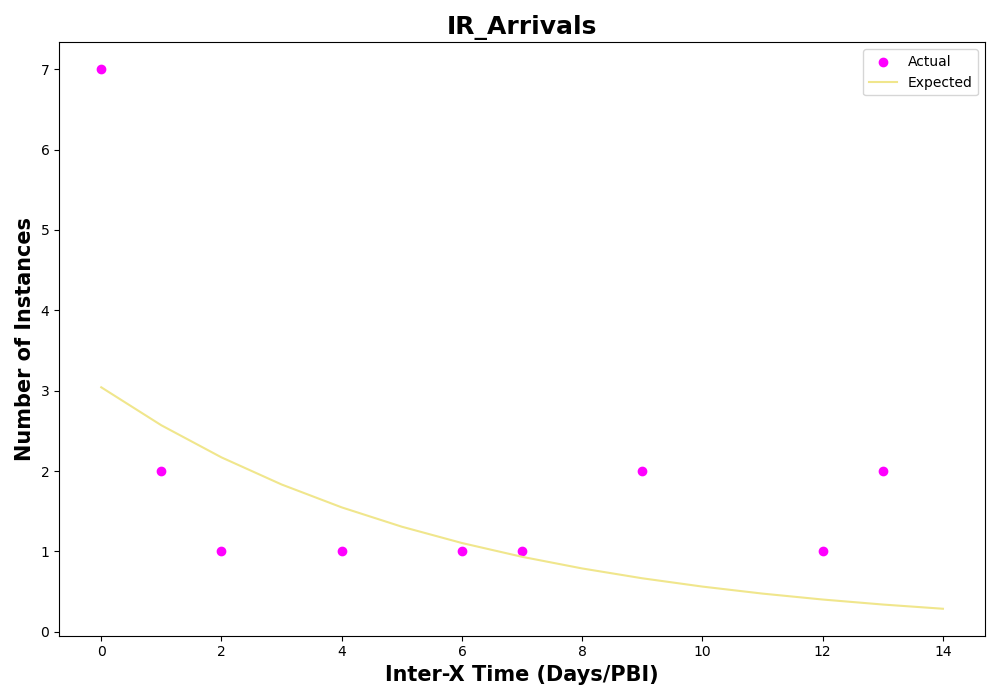 IR_Arrivals
Actual
Expected
Number of Instances
7
6
5
4
3
2
1
0
0 2 4 6 8 10 12 14
Inter-X Time (Days/PBI)